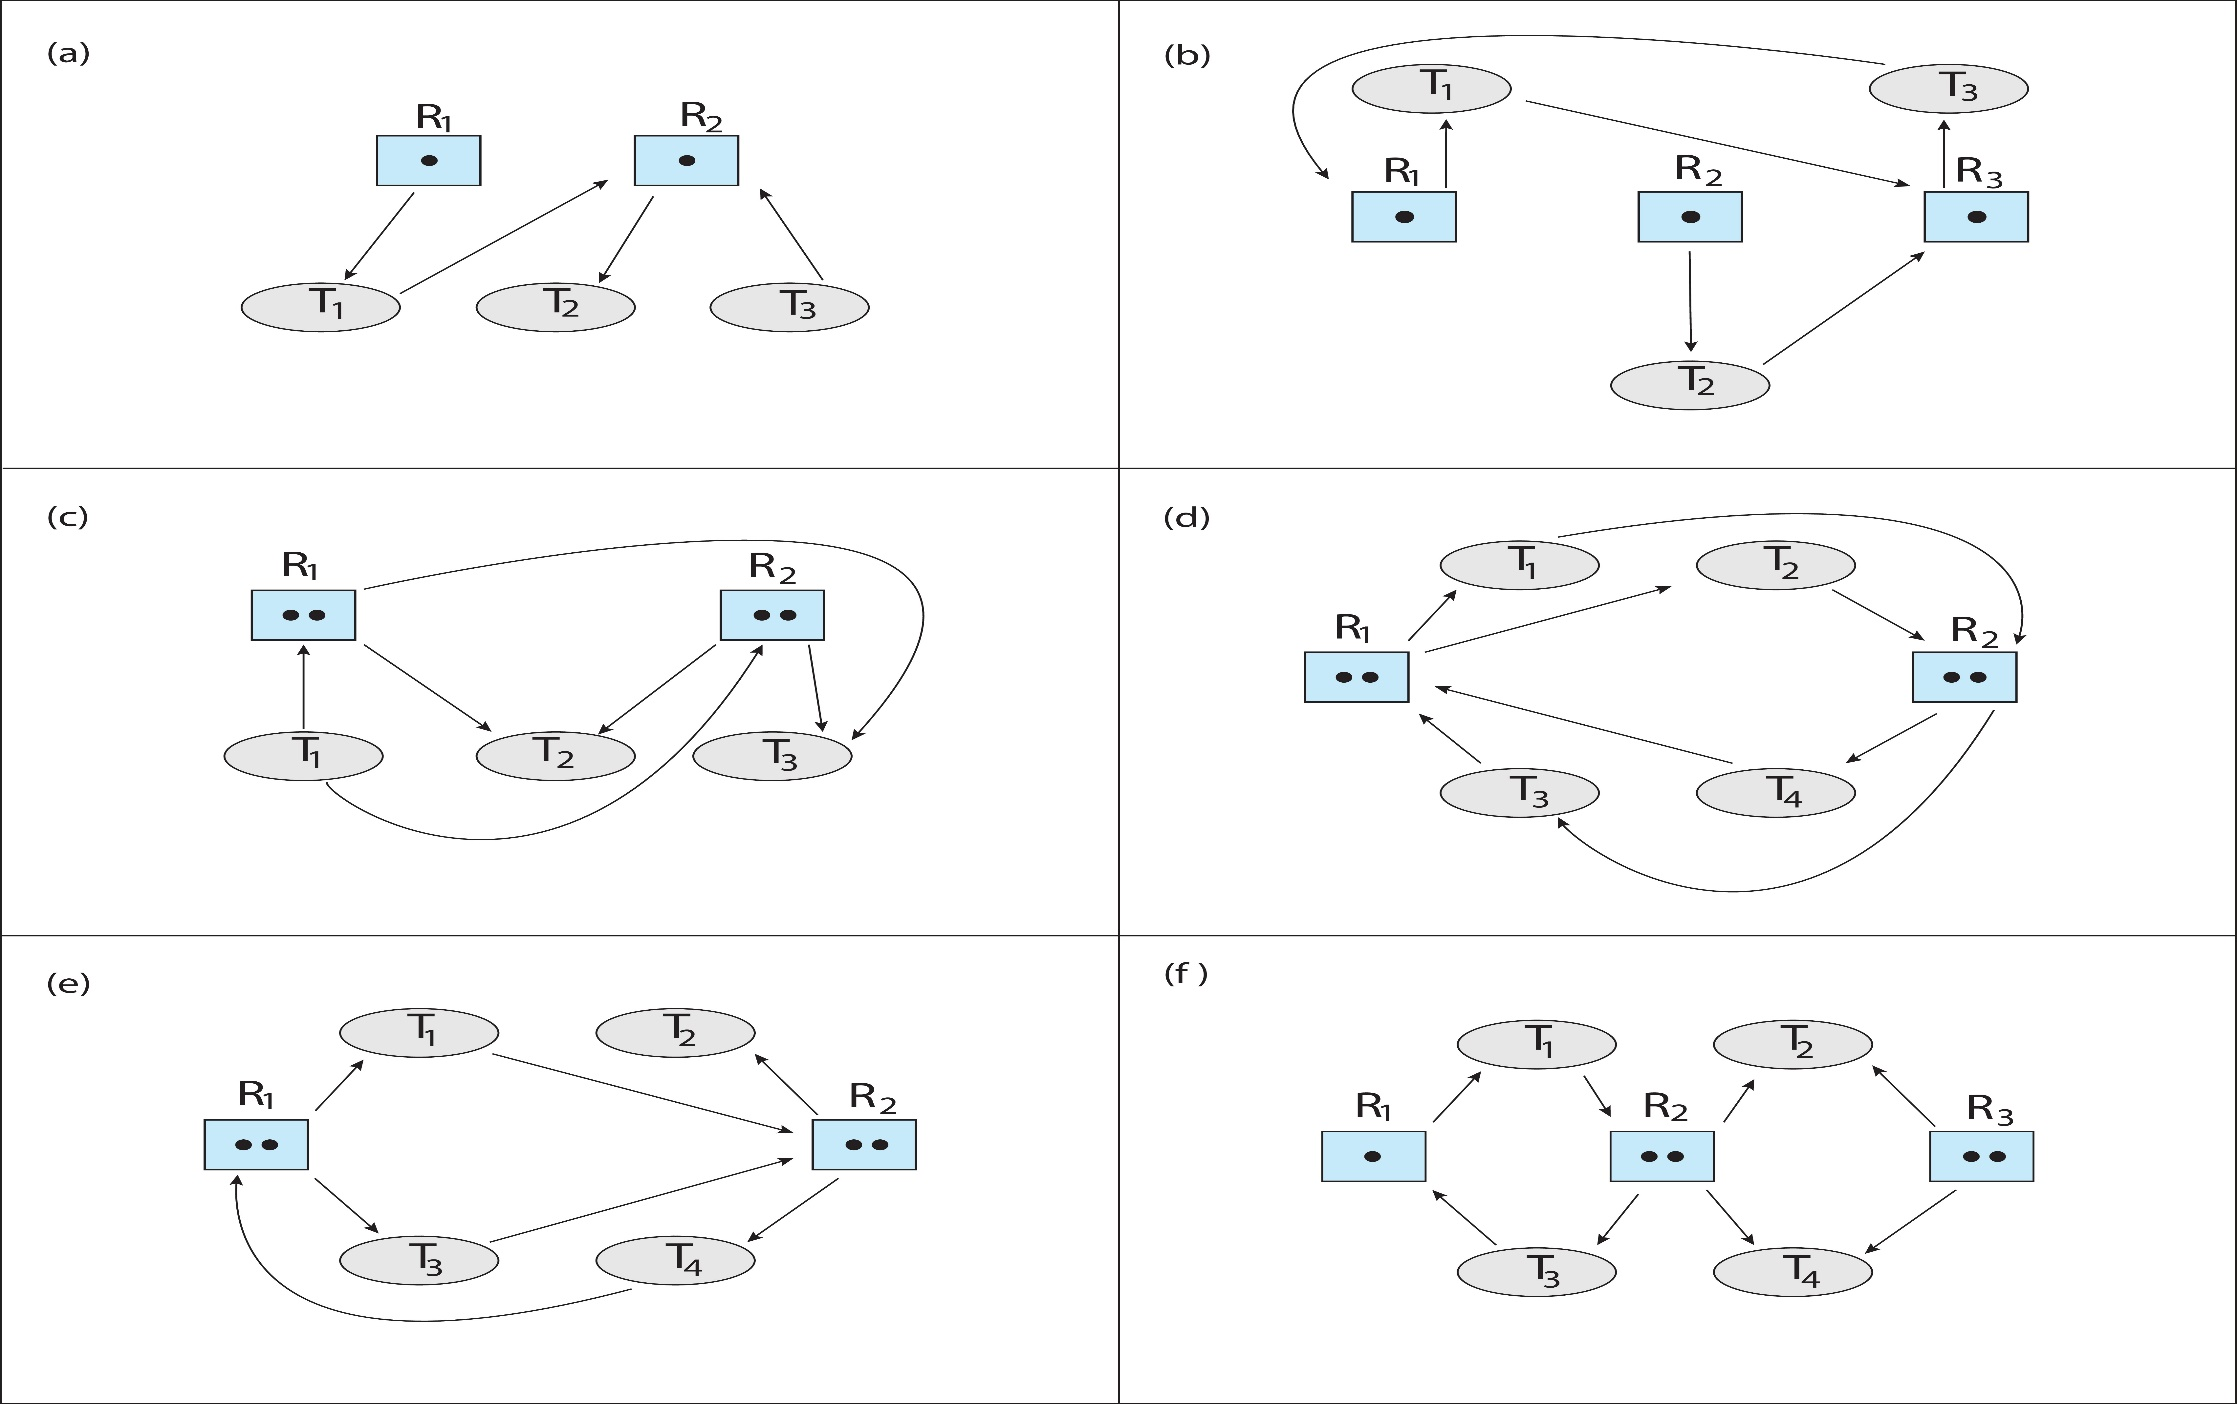 (a)
R1 R2
T1 T2 T3
(b)
T1 T3
R1 R2 R3
T2
(c)
R1 R2
T1 T2 T3
(d)
T1 T2
R1 R2
T3 T4
(e)
T1 T2
R1 R2
T3 T4
(f )
T1 T2
R1 R2 R3
T3 T4